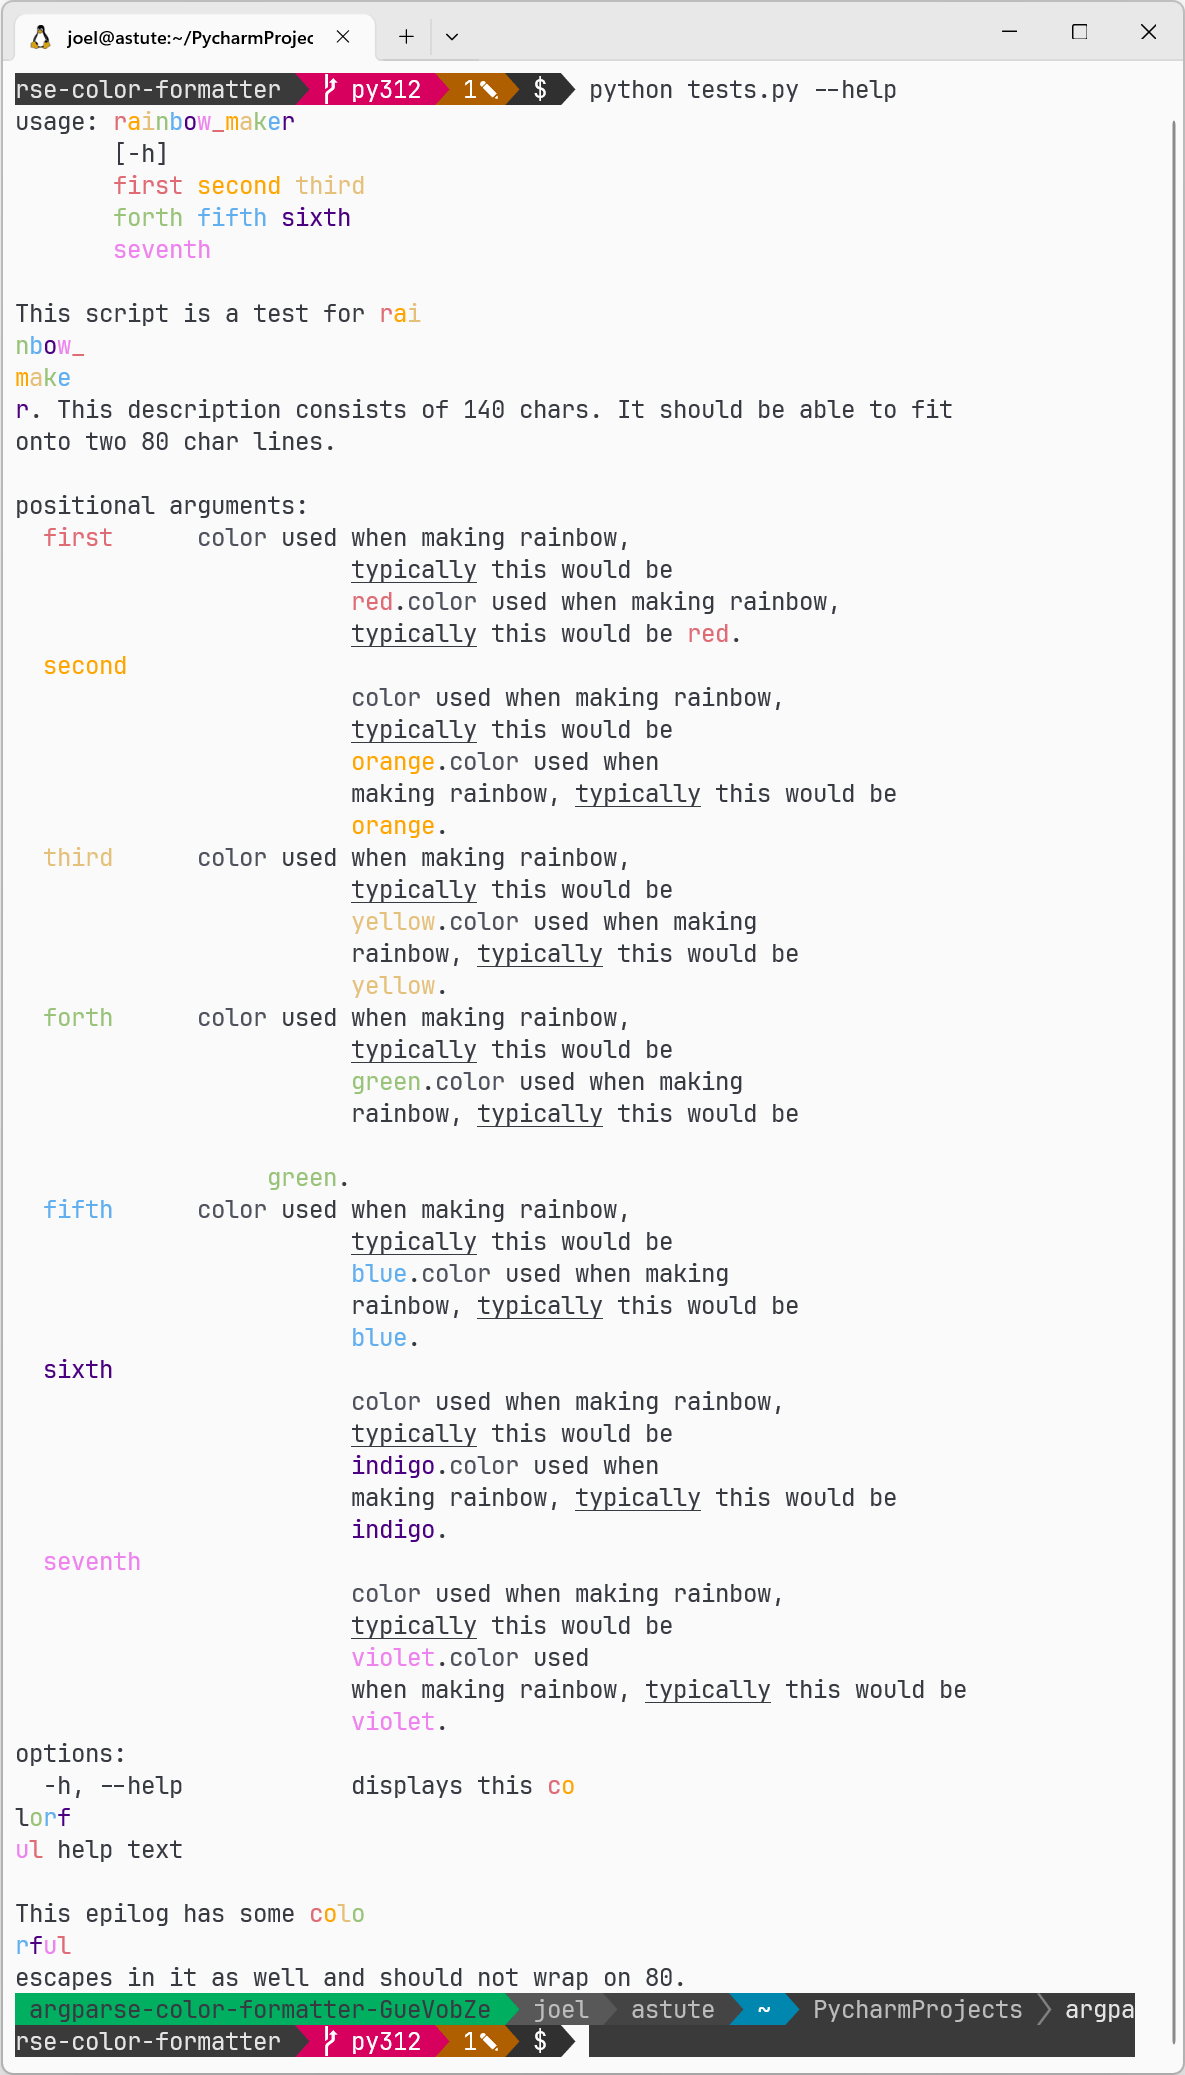 joel@astute:~/PycharmProjec
rse-color-formatter py312 1 $ python tests.py --help
usage: rainbow_maker
[-h]
first second third
forth fifth sixth
seventh
This script is a test for rai
nbow_
make
r. This description consists of 140 chars. It should be able to fit
onto two 80 char lines.
positional arguments:
first color used when making rainbow,
typically this would be
red.color used when making rainbow,
typically this would be red.
second
color used when making rainbow,
typically this would be
orange.color used when
making rainbow, typically this would be
orange.
third color used when making rainbow,
typically this would be
yellow.color used when making
rainbow, typically this would be
yellow.
forth color used when making rainbow,
typically this would be
green.color used when making
rainbow, typically this would be
green.
fifth color used when making rainbow,
typically this would be
blue.color used when making
rainbow, typically this would be
blue.
sixth
color used when making rainbow,
typically this would be
indigo.color used when
making rainbow, typically this would be
indigo.
seventh
color used when making rainbow,
typically this would be
violet.color used
when making rainbow, typically this would be
violet.
options:
-h, --help displays this co
lorf
ul help text
This epilog has some colo
rful
escapes in it as well and should not wrap on 80.
argparse-color-formatter-GueVobZe joel astute ~ PycharmProjects argpa
rse-color-formatter py312 1 $